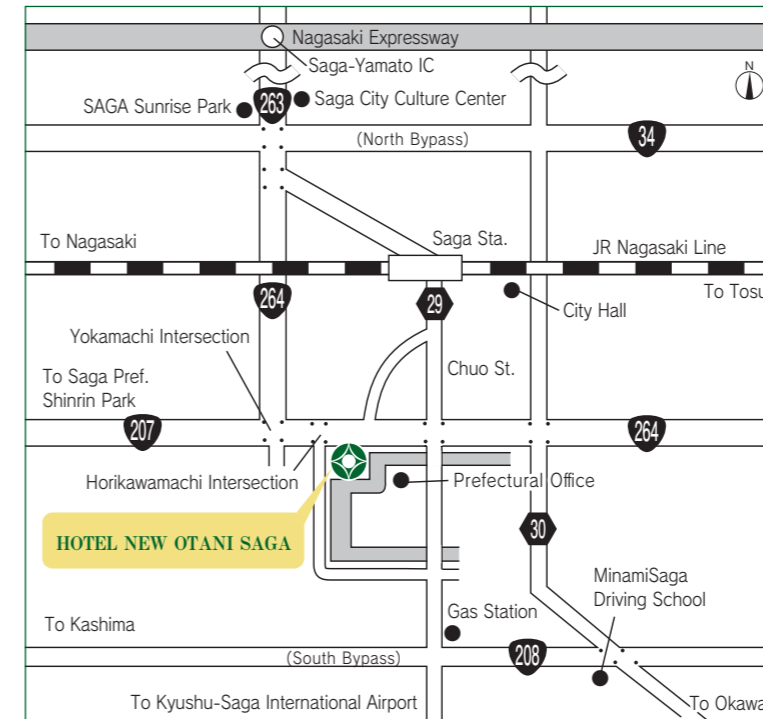 Nagasaki Expressway
Saga-Yamato IC
N
SAGA Sunrise Park
263
Saga City Culture Center
(North Bypass)
34
To Nagasaki
Saga Sta.
JR Nagasaki Line
264
29
City Hall
To Tosu
Yokamachi Intersection
To Saga Pref.
Shinrin Park
Chuo St.
207
264
Horikawamachi Intersection
Prefectural Office
HOTEL NEW OTANI SAGA
30
MinamiSaga
Driving School
Gas Station
To Kashima
(South Bypass)
208
To Kyushu-Saga International Airport
To Okawa